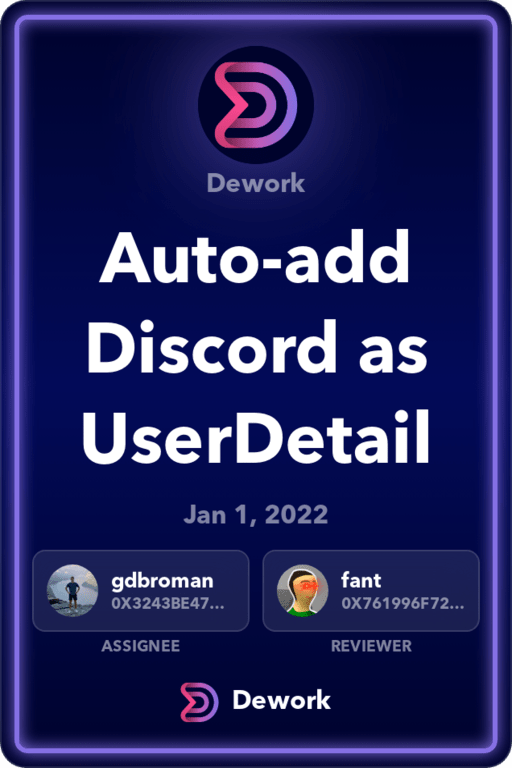 Dework
Auto-add
Discord as
UserDetail
Jan 1, 2022
gdbroman
0X3243BE47...
ASSIGNEE
fant
0X761996F72...
REVIEWER
Dework